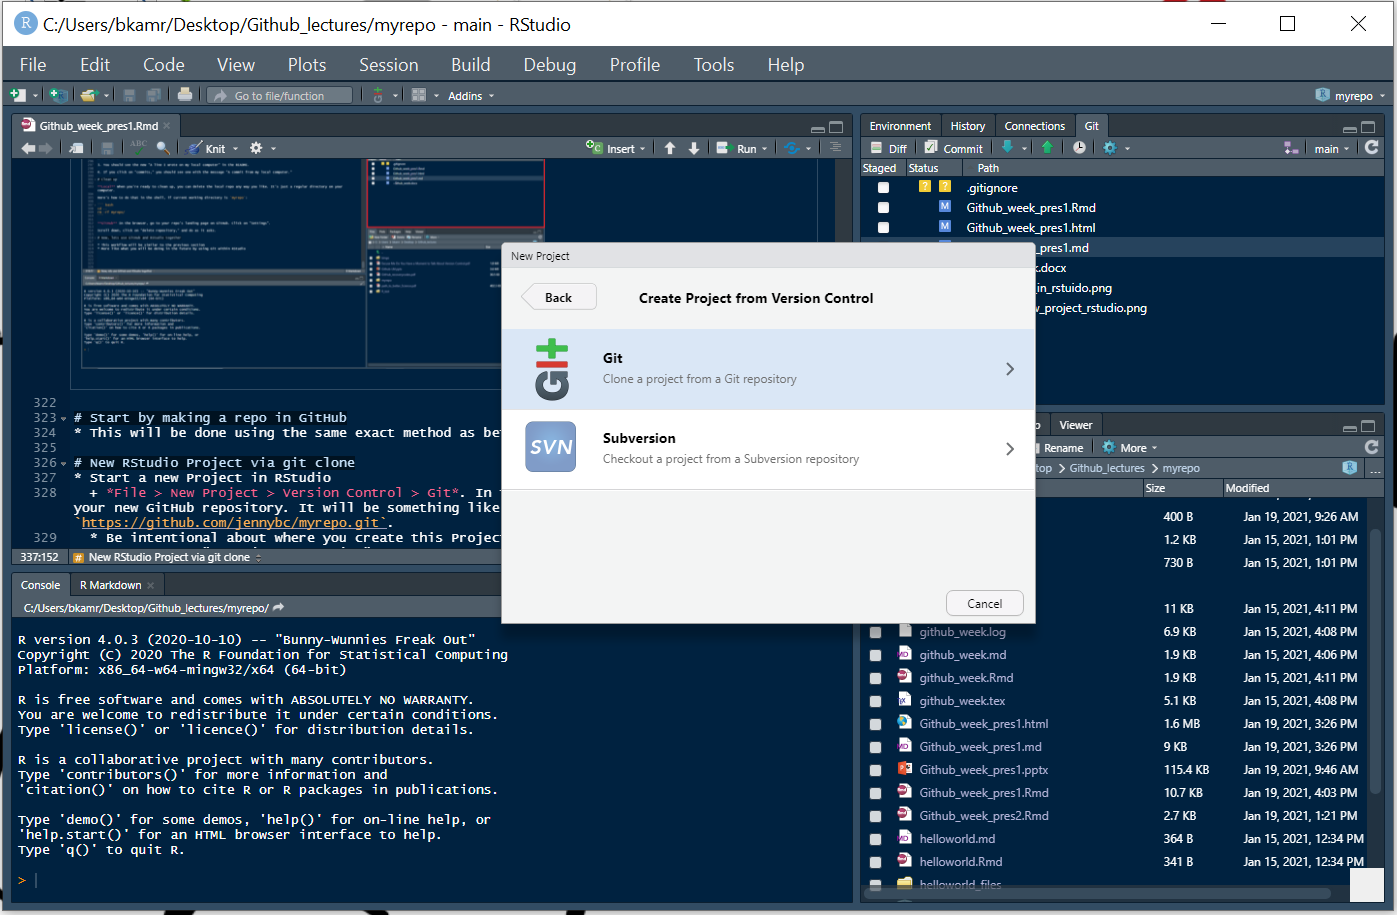 C:/Users/bkamr/Desktop/Github_lectures/myrepo - main - RStudio
File Edit Code View Plots Session Build Debug Profile Tools Help
Go to file/function Addins myrepo
Github_week_pres1.Rmd
ABC Knit Insert Run
322
323 # Start by making a repo in GitHub
324 * This will be done using the same exact method as be
325
326 # New RStudio Project via git clone
327 * Start a new Project in RStudio
328 + *File > New Project > Version Control > Git*. In
your new GitHub repository. It will be something like
`https://github.com/jennybc/myrepo.git`.
329 * Be intentional about where you create this Projec
337:152 # New RStudio Project via git clone
Console R Markdown
C:/Users/bkamr/Desktop/Github_lectures/myrepo/
R version 4.0.3 (2020-10-10) -- "Bunny-Wunnies Freak Out"
Copyright (C) 2020 The R Foundation for Statistical Computing
Platform: x86_64-w64-mingw32/x64 (64-bit)
R is free software and comes with ABSOLUTELY NO WARRANTY.
You are welcome to redistribute it under certain conditions.
Type 'license()' or 'licence()' for distribution details.
R is a collaborative project with many contributors.
Type 'contributors()' for more information and
'citation()' on how to cite R or R packages in publications.
Type 'demo()' for some demos, 'help()' for on-line help, or
'help.start()' for an HTML browser interface to help.
Type 'q()' to quit R.
>
New Project
Back Create Project from Version Control
git
Git
Clone a project from a Git repository
SVN
Subversion
Checkout a project from a Subversion repository
Cancel
Environment History Connections Git
Diff Commit main
Staged Status Path
? ? .gitignore
M Github_week_pres1.Rmd
M Github_week_pres1.html
_pres1.md
k.docx
in_rstuido.png
w_project_rstudio.png
Viewer
Rename More
top Github_lectures myrepo ...
Size Modified
400 B Jan 19, 2021, 9:26 AM
1.2 KB Jan 15, 2021, 1:01 PM
730 B Jan 15, 2021, 1:01 PM
11 KB Jan 15, 2021, 4:11 PM
github_week.log 6.9 KB Jan 15, 2021, 4:08 PM
github_week.md 1.9 KB Jan 15, 2021, 4:06 PM
github_week.Rmd 1.9 KB Jan 15, 2021, 4:11 PM
github_week.tex 5.1 KB Jan 15, 2021, 4:08 PM
Github_week_pres1.html 1.6 MB Jan 19, 2021, 3:26 PM
Github_week_pres1.md 9 KB Jan 19, 2021, 3:26 PM
Github_week_pres1.pptx 115.4 KB Jan 19, 2021, 9:46 AM
Github_week_pres1.Rmd 10.7 KB Jan 19, 2021, 4:03 PM
Github_week_pres2.Rmd 2.7 KB Jan 19, 2021, 1:21 PM
helloworld.md 364 B Jan 15, 2021, 12:34 PM
helloworld.Rmd 341 B Jan 15, 2021, 12:34 PM
helloworld_files